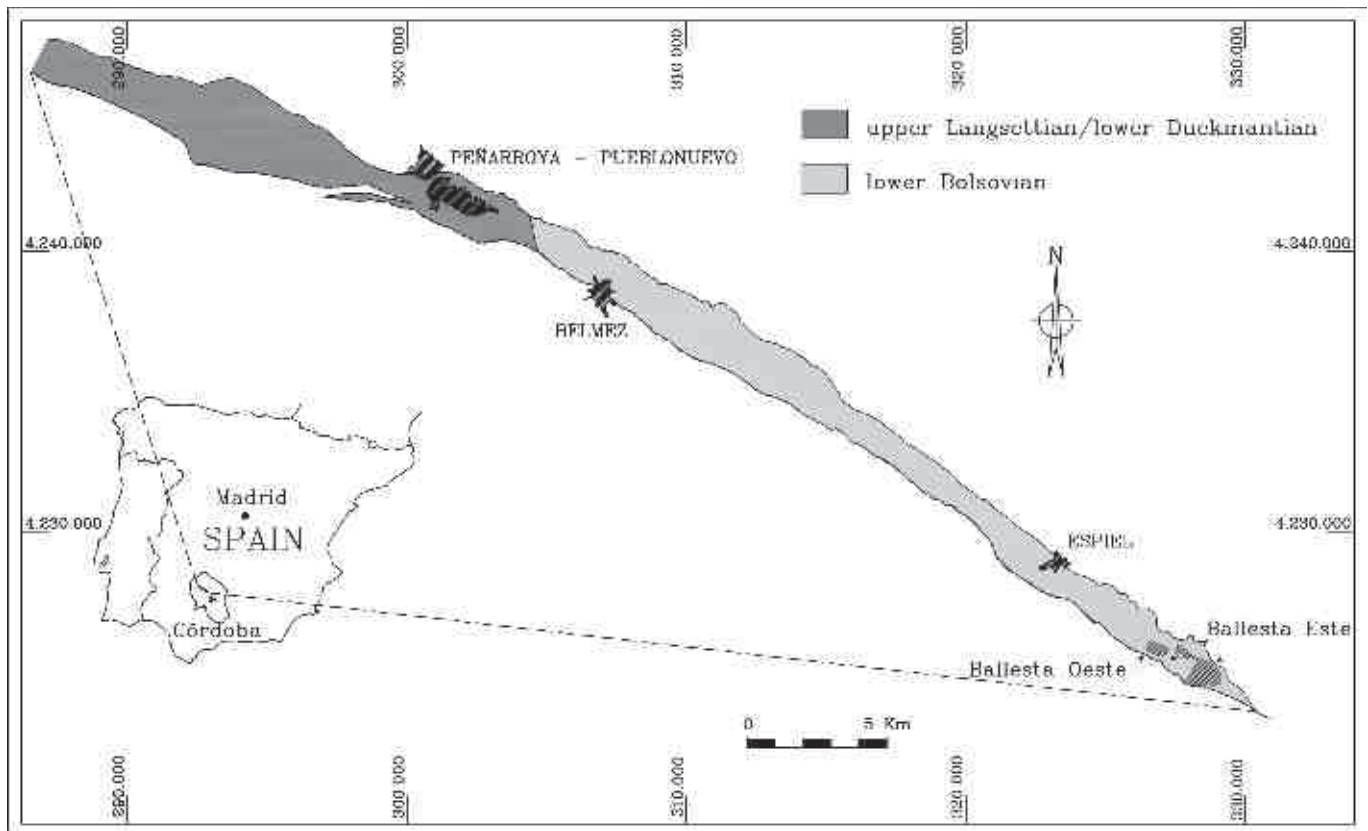 290.000
300.000
310.000
320.000
330.000
upper Langsettian/lower Duckmantian
lower Bolsovian
PEÑARROYA - PUEBLONUEVO
4.240.000
4.240.000
N
BELMEZ
Madrid
SPAIN
4.230.000
4.230.000
ESPIEL
Córdoba
Ballesta Este
Ballesta Oeste
0 5 Km
290.000
300.000
310.000
320.000
330.000